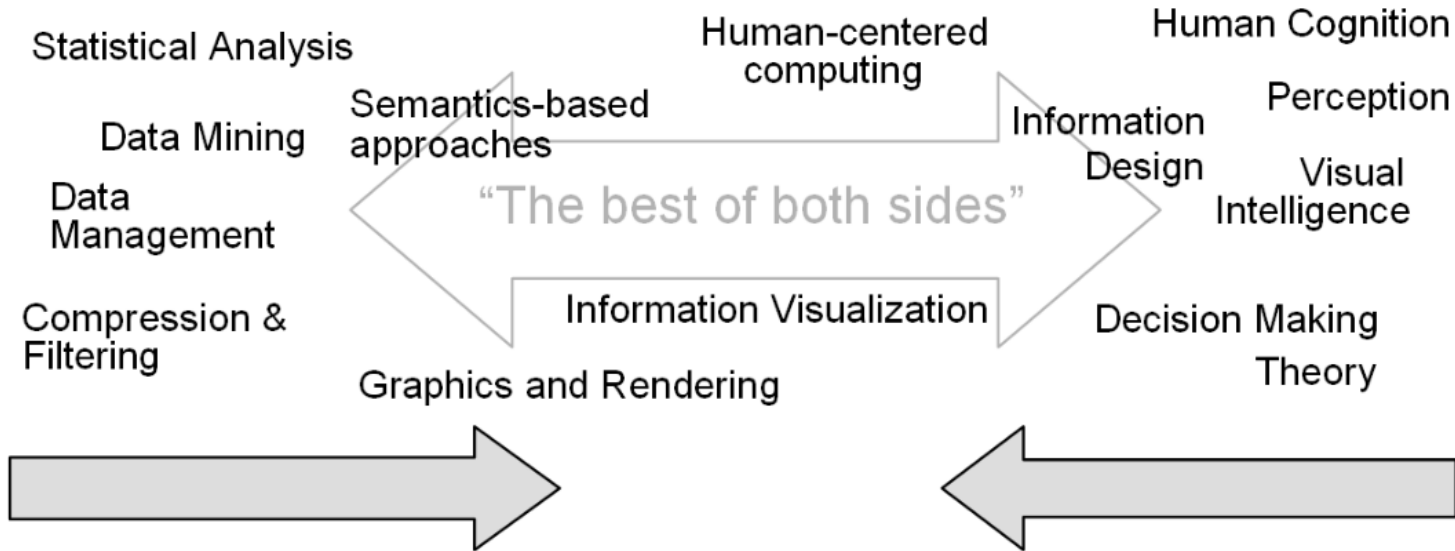 Statistical Analysis
Human-centered
computing
Human Cognition
Semantics-based
approaches
Perception
Data Mining
Information
Design
Data
Management
“The best of both sides”
Visual
Intelligence
Compression &
Filtering
Information Visualization
Decision Making
Theory
Graphics and Rendering